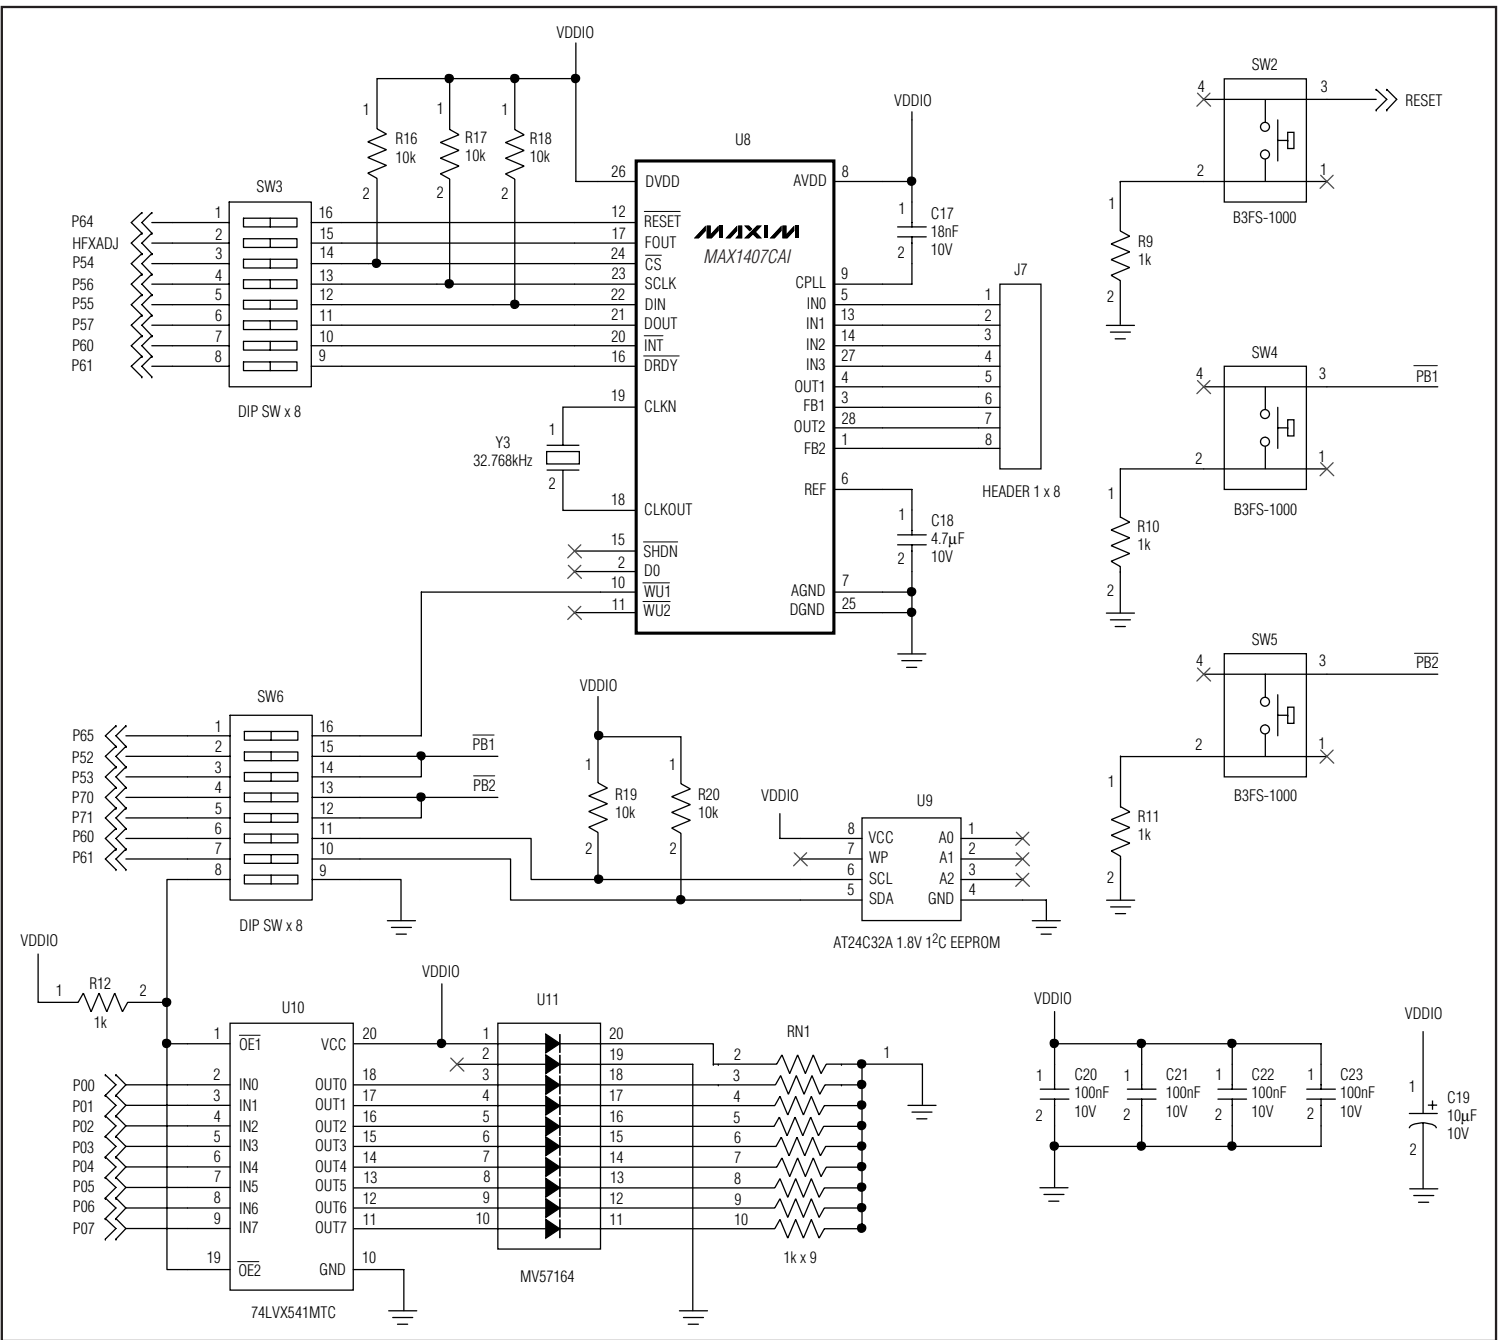 VDDIO
SW2
4
3
RESET
2
1
B3FS-1000
1
R9
1k
2
1
R16
10k
2
1
R17
10k
2
1
R18
10k
2
VDDIO
U8
MAXIM
MAX1407CAI
26 DVDD
AVDD 8
12 RESET
17 FOUT
24 CS
23 SCLK
22 DIN
21 DOUT
20 INT
16 DRDY
19 CLKN
18 CLKOUT
15 SHDN
2 D0
10 WU1
11 WU2
CPLL 9
IN0 5
IN1 13
IN2 14
IN3 27
OUT1 4
FB1 3
OUT2 28
FB2 1
REF 6
AGND 7
DGND 25
1
C17
18nF
10V
2
J7
1
2
3
4
5
6
7
8
HEADER 1 x 8
1
C18
4.7µF
10V
2
SW3
P64 1 16
HFXADJ 2 15
P54 3 14
P56 4 13
P55 5 12
P57 6 11
P60 7 10
P61 8 9
DIP SW x 8
1
Y3
32.768kHz
2
SW4
4
3
PB1
2
1
B3FS-1000
1
R10
1k
2
SW5
4
3
PB2
2
1
B3FS-1000
1
R11
1k
2
SW6
P65 1 16
P52 2 15 PB1
P53 3 14
P70 4 13 PB2
P71 5 12
P60 6 11
P61 7 10
8 9
DIP SW x 8
VDDIO
1
R19
10k
2
1
R20
10k
2
VDDIO
U9
8 VCC A0 1
7 WP A1 2
6 SCL A2 3
5 SDA GND 4
AT24C32A 1.8V 1²C EEPROM
VDDIO
1
R12
2
1k
U10
1 OE1 VCC 20
P00 2 IN0 OUT0 18
P01 3 IN1 OUT1 17
P02 4 IN2 OUT2 16
P03 5 IN3 OUT3 15
P04 6 IN4 OUT4 14
P05 7 IN5 OUT5 13
P06 8 IN6 OUT6 12
P07 9 IN7 OUT7 11
19 OE2 GND 10
74LVX541MTC
VDDIO
U11
1 20
2 19
3 18
4 17
5 16
6 15
7 14
8 13
9 12
10 11
MV57164
RN1
2
3
4
5
6
7
8
9
10
1
1k x 9
VDDIO
1
C20
100nF
10V
2
1
C21
100nF
10V
2
1
C22
100nF
10V
2
1
C23
100nF
10V
2
VDDIO
1
+
C19
10µF
10V
2